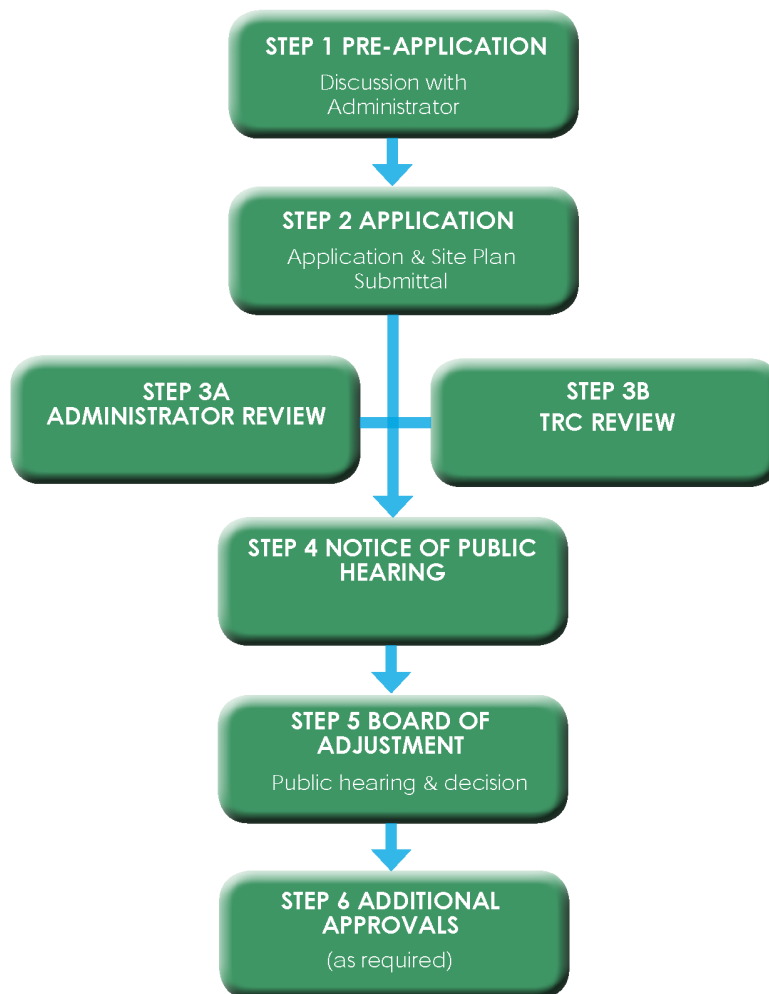 STEP 1 PRE-APPLICATION
Discussion with
Administrator
STEP 2 APPLICATION
Application & Site Plan
Submittal
STEP 3A
ADMINISTRATOR REVIEW
STEP 3B
TRC REVIEW
STEP 4 NOTICE OF PUBLIC
HEARING
STEP 5 BOARD OF
ADJUSTMENT
Public hearing & decision
STEP 6 ADDITIONAL
APPROVALS
(as required)